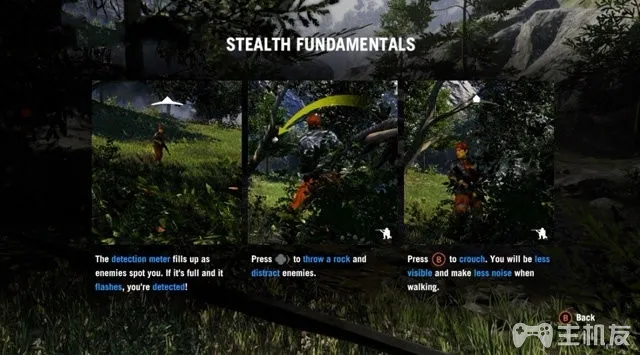 STEALTH FUNDAMENTALS
The detection meter fills up as
enemies spot you. If it's full and it
flashes, you're detected!
Press to throw a rock and
distract enemies.
Press B to crouch. You will be less
visible and make less noise when
walking.
B Back
主机友